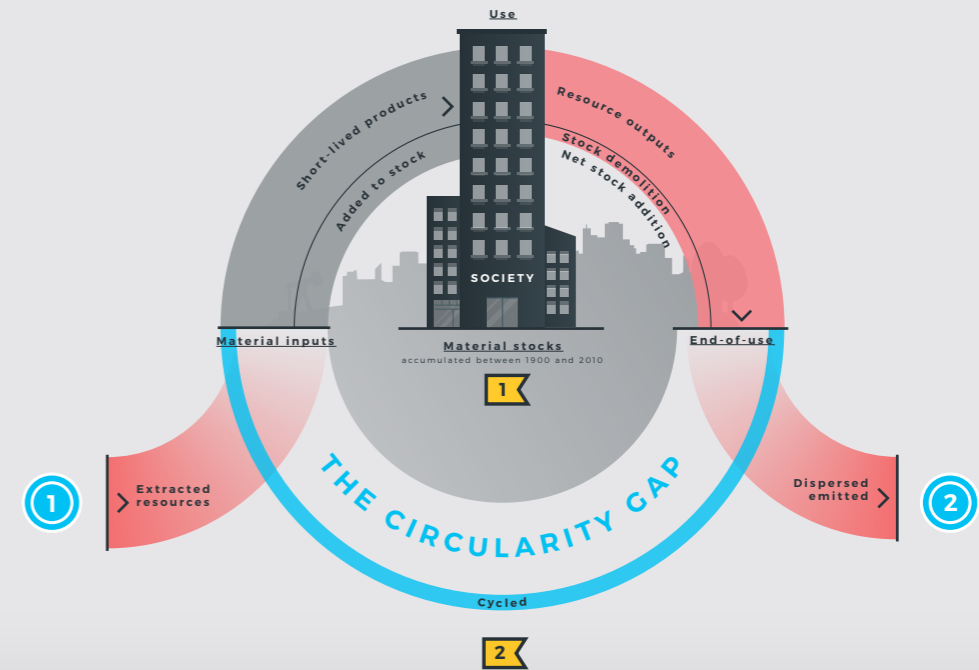 Use
Short-lived products
Added to stock
Resource outputs
Stock demolition
Net stock addition
SOCIETY
Material inputs
Material stocks
accumulated between 1900 and 2010
End-of-use
1
1
Extracted
resources
Dispersed
emitted
2
THE CIRCULARITY GAP
Cycled
2